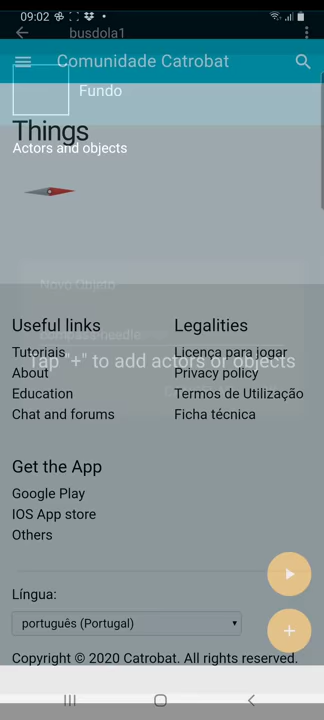 09:02
busdola1
Comunidade Catrobat
Fundo
Things
Actors and objects
Novo Objeto
Compass needle
Useful links
Legalities
Tutoriais
Licença para jogar
Tap "+" to add actors or objects
About
Privacy policy
Education
Termos de Utilização
Chat and forums
Ficha técnica
Get the App
Google Play
IOS App store
Others
Língua:
português (Portugal)
Copyright © 2020 Catrobat. All rights reserved.